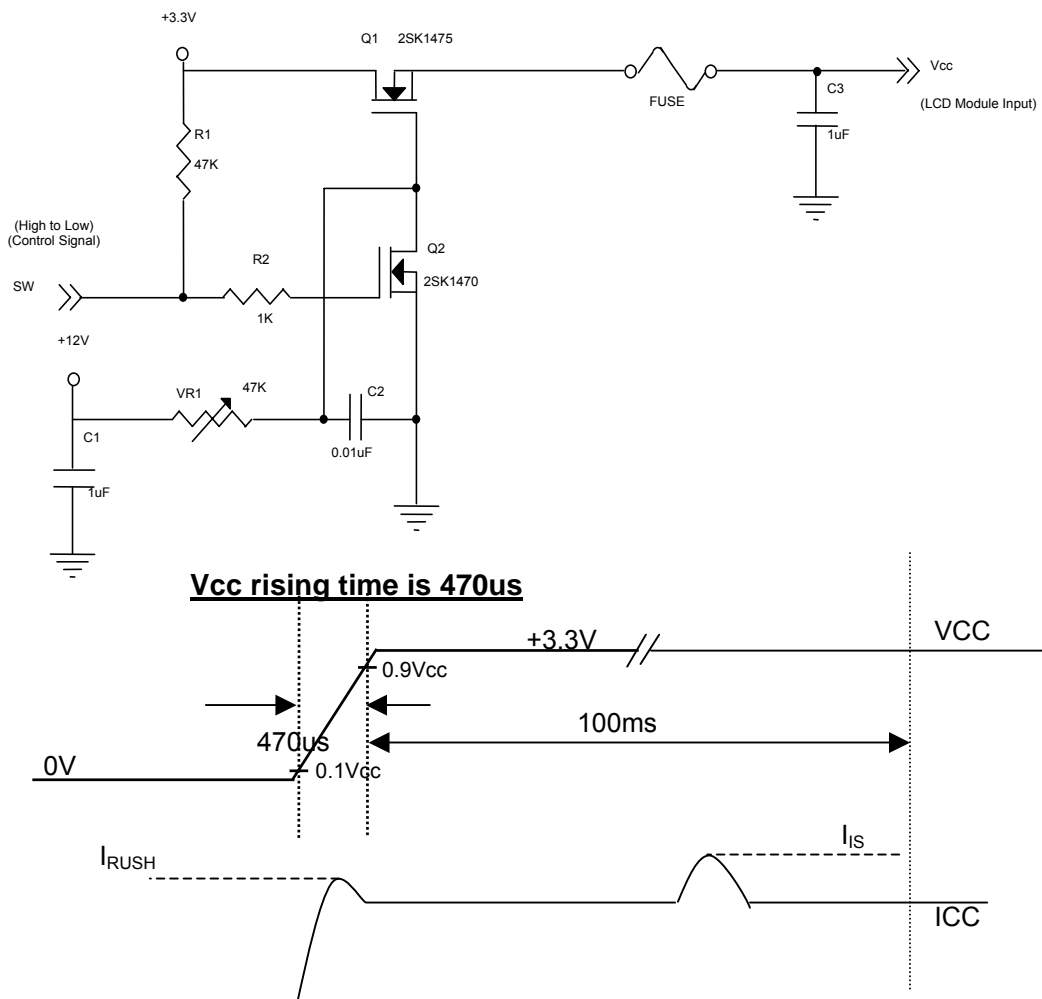 +3.3V
Q1 2SK1475
R1
47K
FUSE
C3
1uF
Vcc
(LCD Module Input)
(High to Low)
(Control Signal)
SW
R2
1K
Q2
2SK1470
+12V
VR1
47K
C2
0.01uF
C1
1uF
Vcc rising time is 470us
+3.3V
VCC
0.9Vcc
470us
100ms
0V
0.1Vcc
IRUSH
IIS
ICC